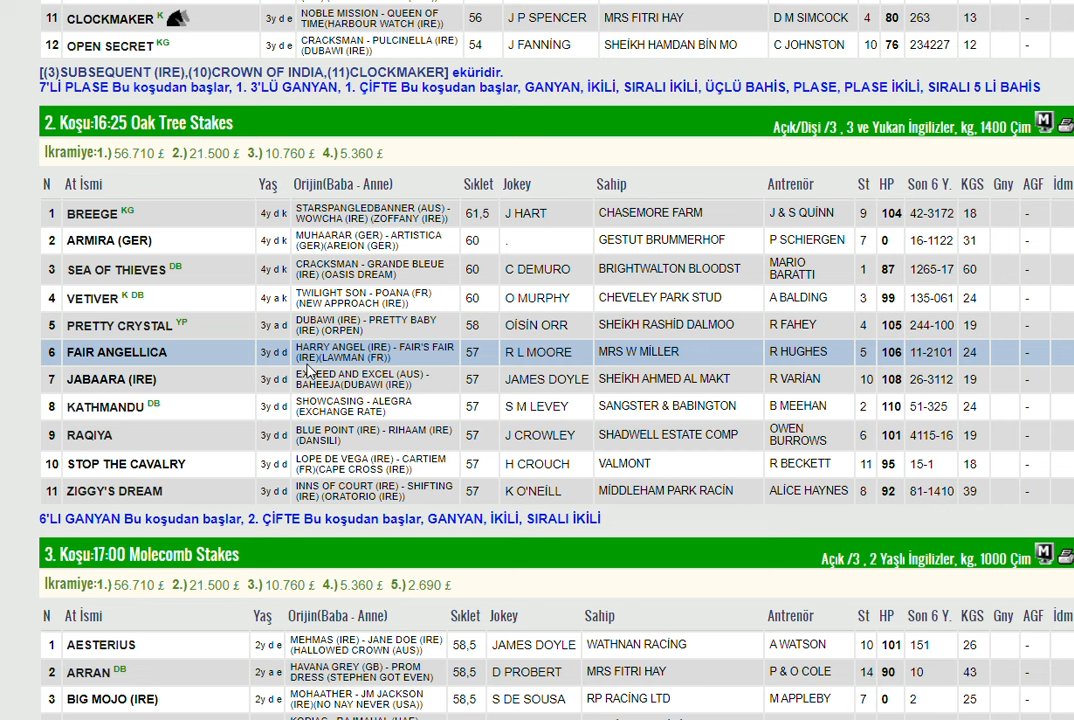 11 CLOCKMAKER K 3y d e NOBLE MISSION - QUEEN OF TIME(HARBOUR WATCH (IRE)) 56 J P SPENCER MRS FITRI HAY D M SIMCOCK 4 80 263 13 -
12 OPEN SECRET KG 3y d e CRACKSMAN - PULCINELLA (IRE) (DUBAWI (IRE)) 54 J FANNİNG SHEİKH HAMDAN BİN MO C JOHNSTON 10 76 234227 12 -
[(3)SUBSEQUENT (IRE),(10)CROWN OF INDIA,(11)CLOCKMAKER] eküridir.
7'Lİ PLASE Bu koşudan başlar, 1. 3'LÜ GANYAN, 1. ÇİFTE Bu koşudan başlar, GANYAN, İKİLİ, SIRALI İKİLİ, ÜÇLÜ BAHİS, PLASE, PLASE İKİLİ, SIRALI 5 Lİ BAHİS
2. Koşu:16:25 Oak Tree Stakes Açık/Dişi /3 , 3 ve Yukarı İngilizler, kg, 1400 Çim
İkramiye:1.) 56.710 £ 2.) 21.500 £ 3.) 10.760 £ 4.) 5.360 £
N At İsmi Yaş Orijin(Baba - Anne) Sıklet Jokey Sahip Antrenör St HP Son 6 Y. KGS Gny AGF İdm
1 BREEGE KG 4y d k STARSPANGLEDBANNER (AUS) - WOWCHA (IRE) (ZOFFANY (IRE)) 61,5 J HART CHASEMORE FARM J & S QUİNN 9 104 42-3172 18 -
2 ARMIRA (GER) 4y d k MUHAARAR (GER) - ARTISTICA (GER)(AREION (GER)) 60 . GESTUT BRUMMERHOF P SCHIERGEN 7 0 16-1122 31 -
3 SEA OF THIEVES DB 4y d k CRACKSMAN - GRANDE BLEUE (IRE) (OASIS DREAM) 60 C DEMURO BRIGHTWALTON BLOODST MARIO BARATTI 1 87 1265-17 60 -
4 VETIVER K DB 4y a k TWILIGHT SON - POANA (FR) (NEW APPROACH (IRE)) 60 O MURPHY CHEVELEY PARK STUD A BALDING 3 99 135-061 24 -
5 PRETTY CRYSTAL YP 3y a d DUBAWI (IRE) - PRETTY BABY (IRE) (ORPEN) 58 OİSİN ORR SHEİKH RASHİD DALMOO R FAHEY 4 105 244-100 19 -
6 FAIR ANGELLICA 3y d d HARRY ANGEL (IRE) - FAIR'S FAIR (IRE)(LAWMAN (FR)) 57 R L MOORE MRS W MİLLER R HUGHES 5 106 11-2101 24 -
7 JABAARA (IRE) 3y d d EXCEED AND EXCEL (AUS) - BAHEEJA(DUBAWI (IRE)) 57 JAMES DOYLE SHEİKH AHMED AL MAKT R VARİAN 10 108 26-3112 19 -
8 KATHMANDU DB 3y d d SHOWCASING - ALEGRA (EXCHANGE RATE) 57 S M LEVEY SANGSTER & BABINGTON B MEEHAN 2 110 51-325 24 -
9 RAQIYA 3y d d BLUE POINT (IRE) - RIHAAM (IRE) (DANSILI) 57 J CROWLEY SHADWELL ESTATE COMP OWEN BURROWS 6 101 4115-16 19 -
10 STOP THE CAVALRY 3y d d LOPE DE VEGA (IRE) - CARTIEM (FR)(CAPE CROSS (IRE)) 57 H CROUCH VALMONT R BECKETT 11 95 15-1 18 -
11 ZIGGY'S DREAM 3y d d INNS OF COURT (IRE) - SHIFTING (IRE) (ORATORIO (IRE)) 57 K O'NEİLL MİDDLEHAM PARK RACİN ALİCE HAYNES 8 92 81-1410 39 -
6'LI GANYAN Bu koşudan başlar, 2. ÇİFTE Bu koşudan başlar, GANYAN, İKİLİ, SIRALI İKİLİ
3. Koşu:17:00 Molecomb Stakes Açık /3 , 2 Yaşlı İngilizler, kg, 1000 Çim
İkramiye:1.) 56.710 £ 2.) 21.500 £ 3.) 10.760 £ 4.) 5.360 £ 5.) 2.690 £
N At İsmi Yaş Orijin(Baba - Anne) Sıklet Jokey Sahip Antrenör St HP Son 6 Y. KGS Gny AGF İdm
1 AESTERIUS 2y d e MEHMAS (IRE) - JANE DOE (IRE) (HALLOWED CROWN (AUS)) 58,5 JAMES DOYLE WATHNAN RACİNG A WATSON 10 101 151 26 -
2 ARRAN DB 2y a e HAVANA GREY (GB) - PROM DRESS (STEPHEN GOT EVEN) 58,5 D PROBERT MRS FITRI HAY P & O COLE 14 90 10 43 -
3 BIG MOJO (IRE) 2y d e MOHAATHER - JM JACKSON (IRE)(NO NAY NEVER (USA)) 58,5 S DE SOUSA RP RACİNG LTD M APPLEBY 7 0 2 25 -